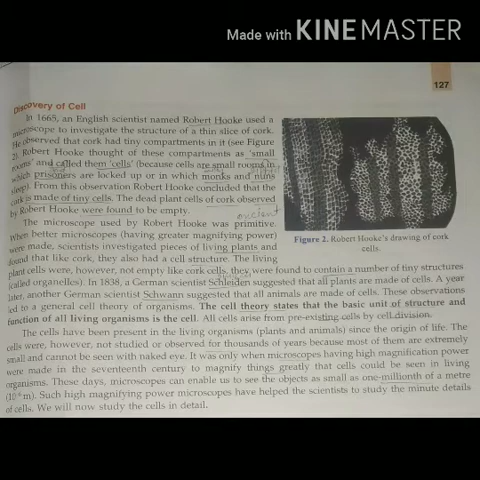 Made with KINEMASTER
127
Discovery of Cell
In 1665, an English scientist named Robert Hooke used a
microscope to investigate the structure of a thin slice of cork.
He observed that cork had tiny compartments in it (see Figure
2). Robert Hooke thought of these compartments as 'small
rooms' and called them 'cells' (because cells are small rooms in
which prisoners are locked up or in which monks and nuns
sleep). From this observation Robert Hooke concluded that the
cork is made of tiny cells. The dead plant cells of cork observed
by Robert Hooke were found to be empty.
ancient
The microscope used by Robert Hooke was primitive.
When better microscopes (having greater magnifying power)
were made, scientists investigated pieces of living plants and
found that like cork, they also had a cell structure. The living
Figure 2. Robert Hooke's drawing of cork
cells.
plant cells were, however, not empty like cork cells, they were found to contain a number of tiny structures
(called organelles). In 1838, a German scientist Schleiden suggested that all plants are made of cells. A year
later, another German scientist Schwann suggested that all animals are made of cells. These observations
led to a general cell theory of organisms. The cell theory states that the basic unit of structure and
function of all living organisms is the cell. All cells arise from pre-existing cells by cell division.
The cells have been present in the living organisms (plants and animals) since the origin of life. The
cells were, however, not studied or observed for thousands of years because most of them are extremely
small and cannot be seen with naked eye. It was only when microscopes having high magnification power
were made in the seventeenth century to magnify things greatly that cells could be seen in living
organisms. These days, microscopes can enable us to see the objects as small as one-millionth of a metre
(10⁻⁶ m). Such high magnifying power microscopes have helped the scientists to study the minute details
of cells. We will now study the cells in detail.